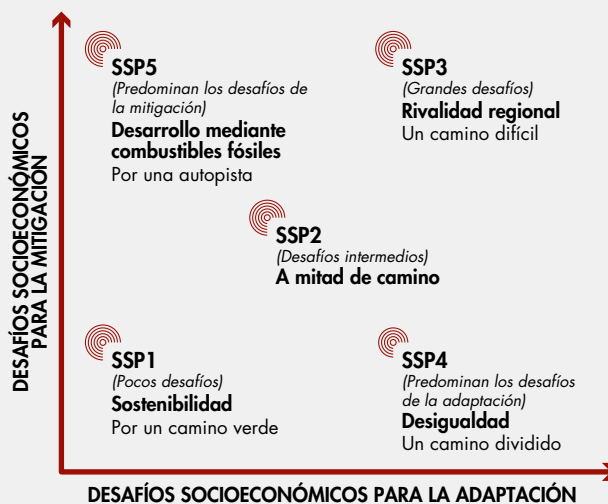 DESAFÍOS SOCIOECONÓMICOS
PARA LA MITIGACIÓN
SSP5
(Predominan los desafíos de
la mitigación)
Desarrollo mediante
combustibles fósiles
Por una autopista
SSP3
(Grandes desafíos)
Rivalidad regional
Un camino difícil
SSP2
(Desafíos intermedios)
A mitad de camino
SSP1
(Pocos desafíos)
Sostenibilidad
Por un camino verde
SSP4
(Predominan los desafíos
de la adaptación)
Desigualdad
Un camino dividido
DESAFÍOS SOCIOECONÓMICOS PARA LA ADAPTACIÓN